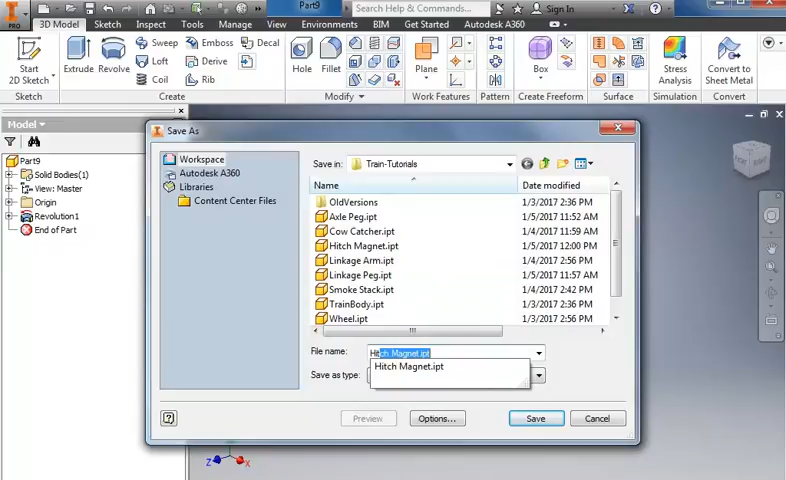 Part9
Search Help & Commands...
Sign In
PRO
3D Model Sketch Inspect Tools Manage View Environments BIM Get Started Autodesk A360
Start
2D Sketch
Extrude
Revolve
Sweep
Emboss
Decal
Loft
Derive
Coil
Rib
Hole
Fillet
Plane
Box
Stress
Analysis
Convert to
Sheet Metal
Sketch
Create
Modify
Work Features
Pattern
Create Freeform
Surface
Simulation
Convert
Model
Part9
Solid Bodies(1)
View: Master
Origin
Revolution1
End of Part
Save As
Workspace
Autodesk A360
Libraries
Content Center Files
Save in: Train-Tutorials
Name Date modified
OldVersions 1/3/2017 2:36 PM
Axle Peg.ipt 1/5/2017 11:52 AM
Cow Catcher.ipt 1/4/2017 11:59 AM
Hitch Magnet.ipt 1/5/2017 12:00 PM
Linkage Arm.ipt 1/4/2017 2:56 PM
Linkage Peg.ipt 1/5/2017 11:57 AM
Smoke Stack.ipt 1/4/2017 2:56 PM
TrainBody.ipt 1/3/2017 2:36 PM
Wheel.ipt 1/3/2017 2:56 PM
File name: Hitch Magnet.ipt
Hitch Magnet.ipt
Save as type:
Preview Options... Save Cancel
Z X